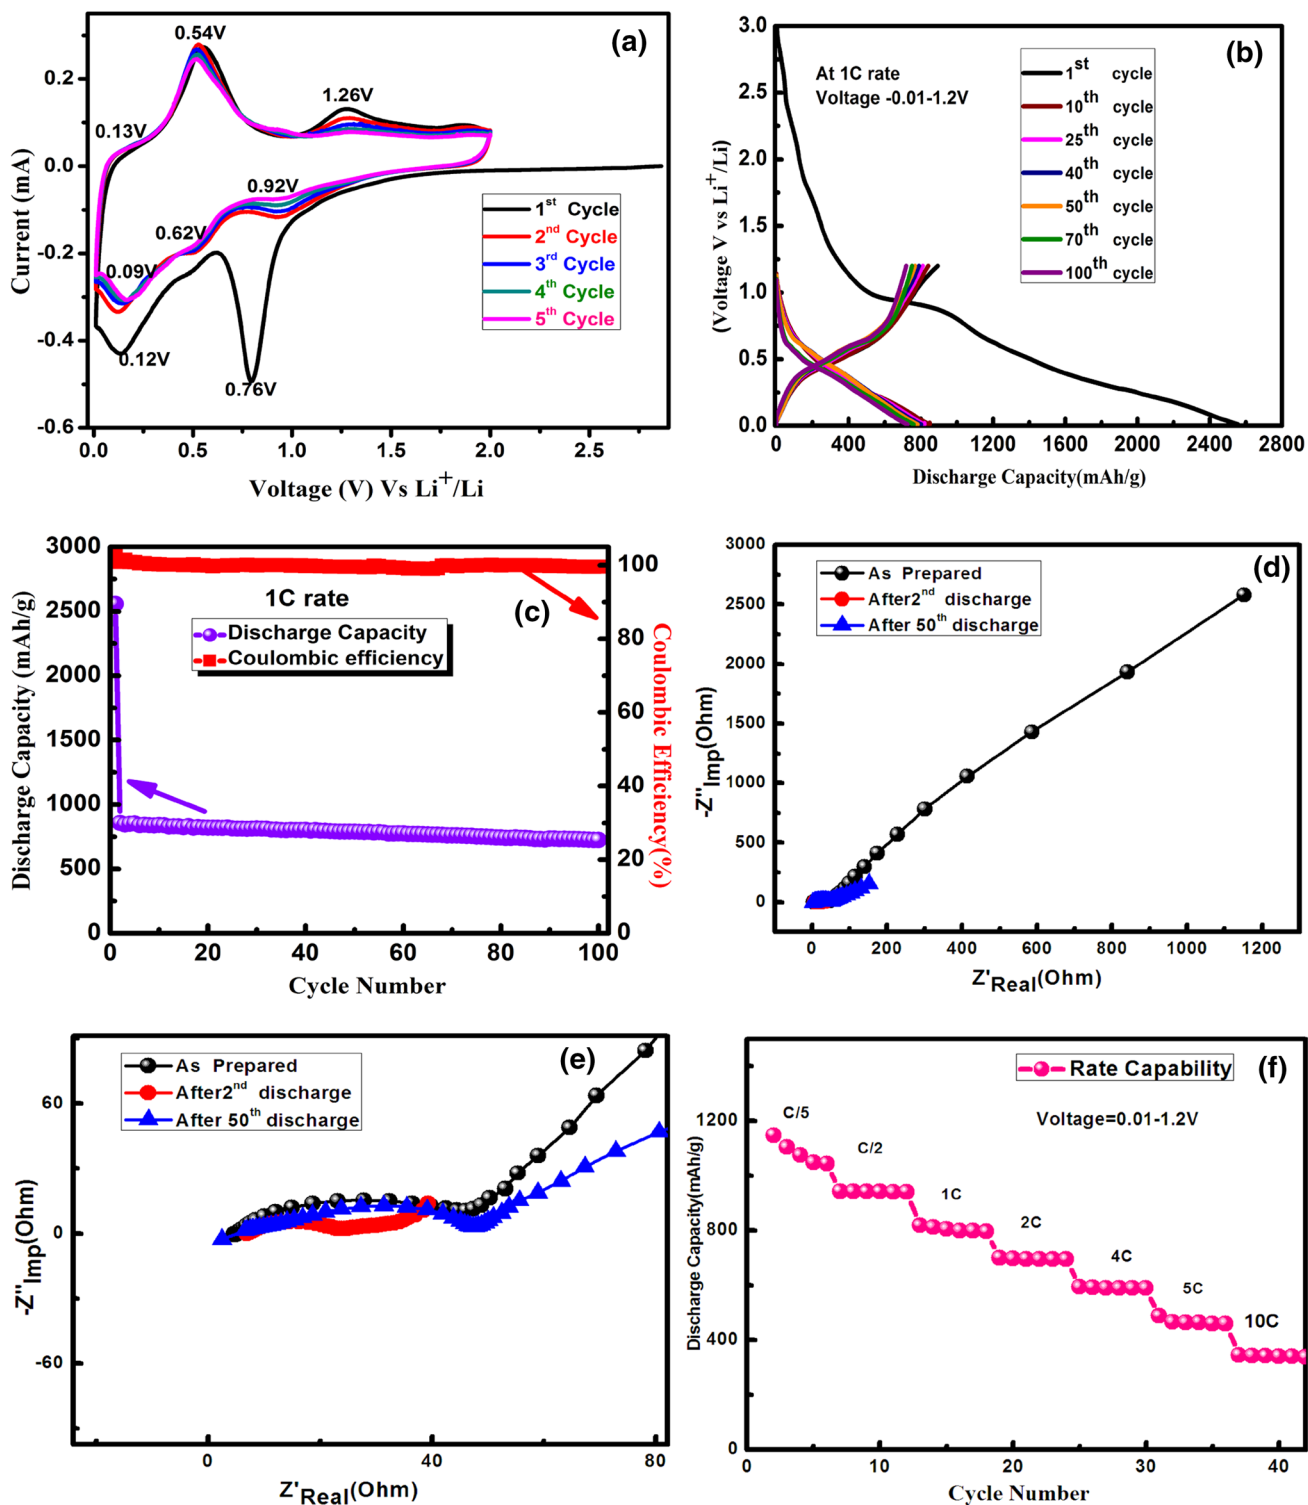 (a)
0.54V
1.26V
0.13V
0.92V
0.62V
0.09V
0.12V
0.76V
1st Cycle
2nd Cycle
3rd Cycle
4th Cycle
5th Cycle
0.2
0.0
-0.2
-0.4
-0.6
Current (mA)
0.0 0.5 1.0 1.5 2.0 2.5
Voltage (V) Vs Li+/Li
(b)
At 1C rate
Voltage -0.01-1.2V
1st cycle
10th cycle
25th cycle
40th cycle
50th cycle
70th cycle
100th cycle
3.0
2.5
2.0
1.5
1.0
0.5
0.0
(Voltage V vs Li+/Li)
0 400 800 1200 1600 2000 2400 2800
Discharge Capacity(mAh/g)
(c)
1C rate
Discharge Capacity
Coulombic efficiency
3000
2500
2000
1500
1000
500
0
Discharge Capacity (mAh/g)
100
80
60
40
20
0
Coulombic Efficiency(%)
0 20 40 60 80 100
Cycle Number
(d)
As Prepared
After2nd discharge
After 50th discharge
3000
2500
2000
1500
1000
500
0
-Z''Imp(Ohm)
0 200 400 600 800 1000 1200
Z'Real(Ohm)
(e)
As Prepared
After2nd discharge
After 50th discharge
60
0
-60
-Z''Imp(Ohm)
0 40 80
Z'Real(Ohm)
(f)
Rate Capability
Voltage=0.01-1.2V
C/5
C/2
1C
2C
4C
5C
10C
1200
800
400
0
Discharge Capacity(mAh/g)
0 10 20 30 40
Cycle Number